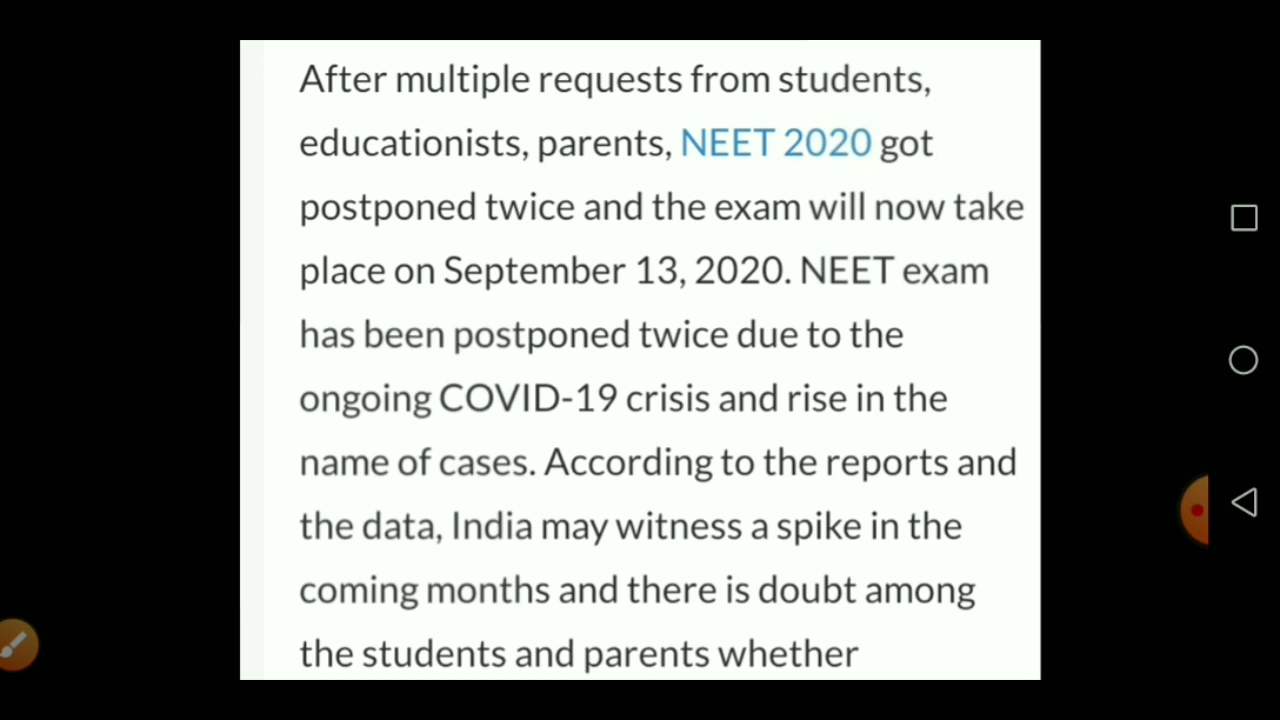 After multiple requests from students,
educationists, parents, NEET 2020 got
postponed twice and the exam will now take
place on September 13, 2020. NEET exam
has been postponed twice due to the
ongoing COVID-19 crisis and rise in the
name of cases. According to the reports and
the data, India may witness a spike in the
coming months and there is doubt among
the students and parents whether